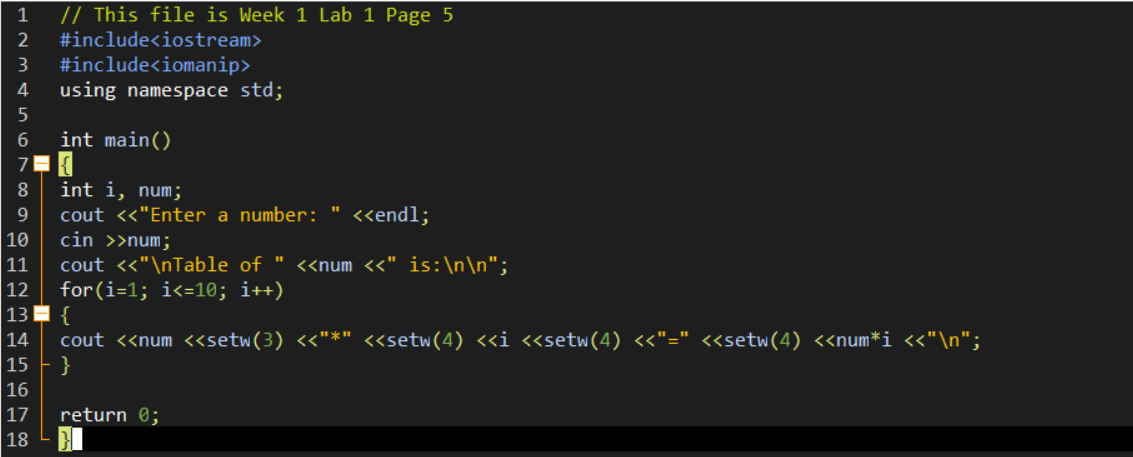 1 // This file is Week 1 Lab 1 Page 5
2 #include<iostream>
3 #include<iomanip>
4 using namespace std;
5
6 int main()
7 {
8 int i, num;
9 cout <<"Enter a number: " <<endl;
10 cin >>num;
11 cout <<"\nTable of " <<num <<" is:\n\n";
12 for(i=1; i<=10; i++)
13 {
14 cout <<num <<setw(3) <<"*" <<setw(4) <<i <<setw(4) <<"=" <<setw(4) <<num*i <<"\n";
15 }
16
17 return 0;
18 }